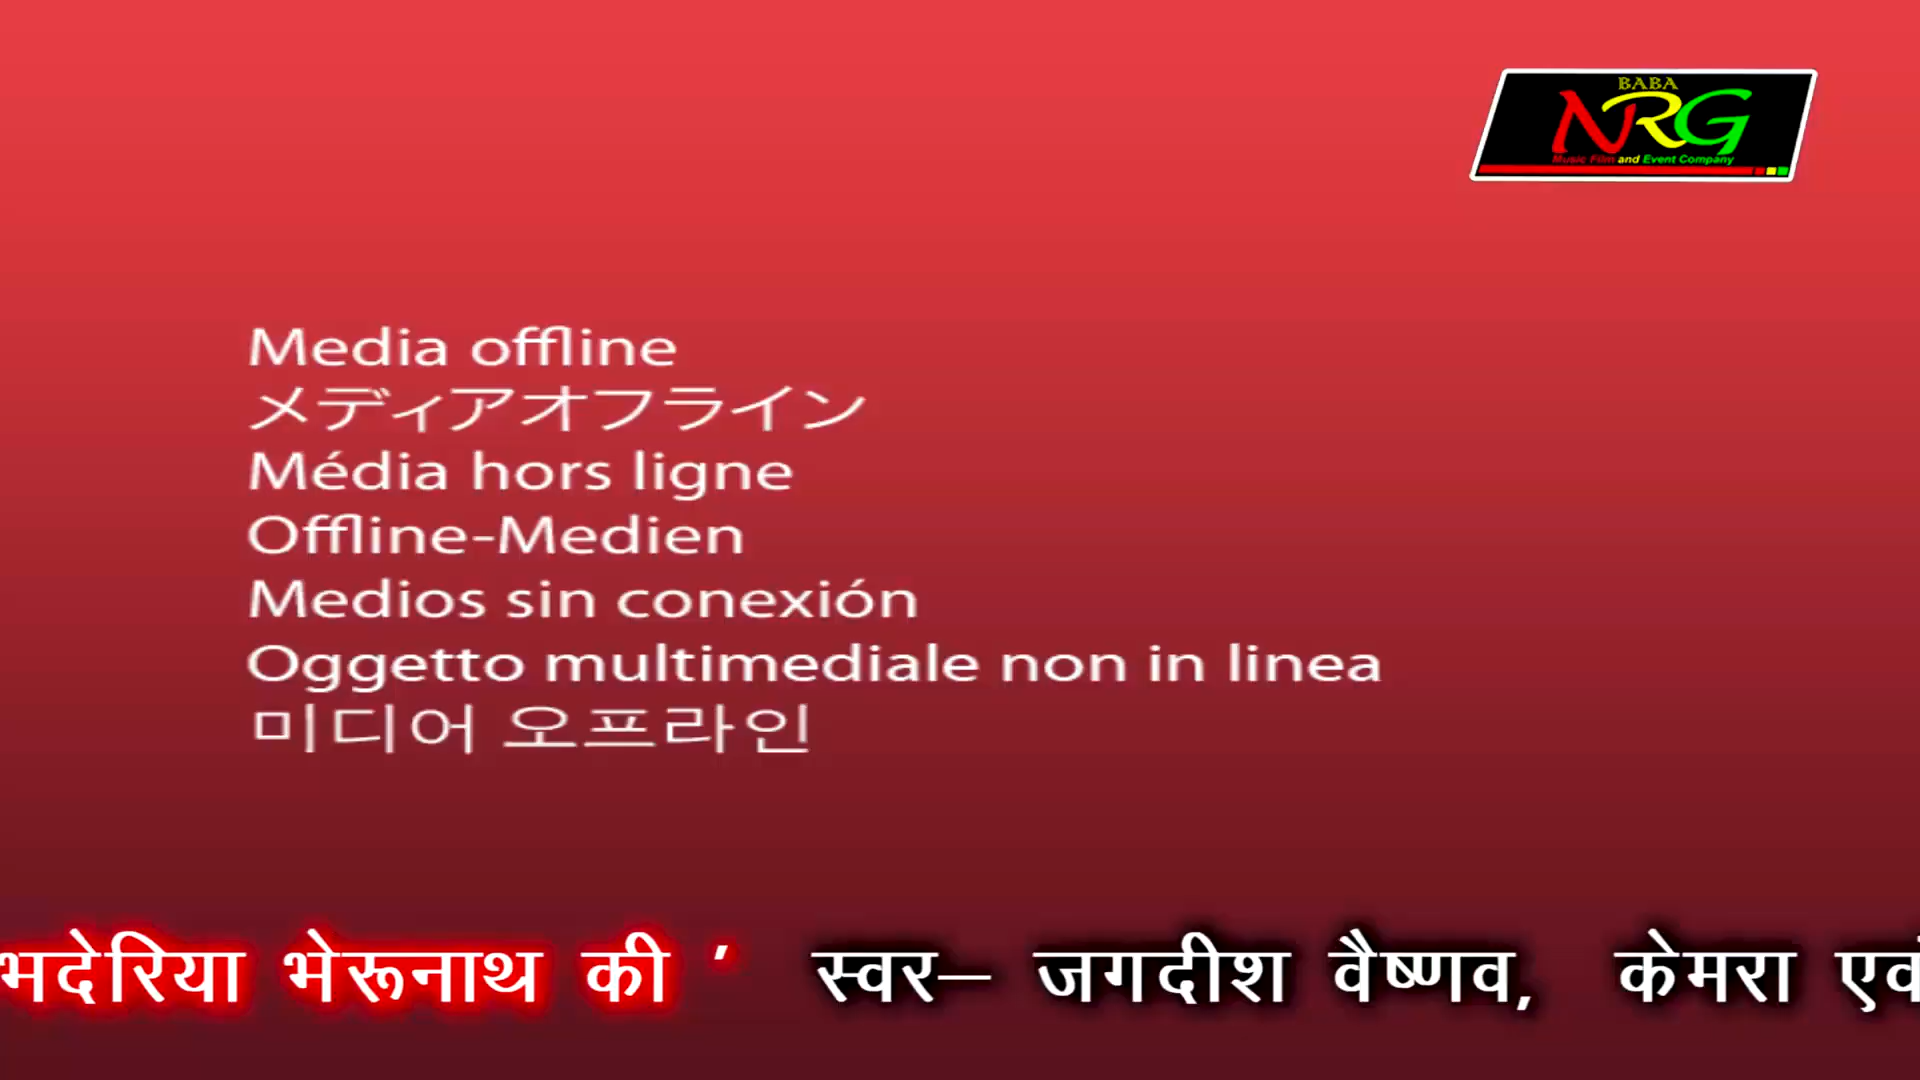 BABA
NRG
Music Film and Event Company
Media offline
メディアオフライン
Média hors ligne
Offline-Medien
Medios sin conexión
Oggetto multimediale non in linea
미디어 오프라인
भदेरिया भेरूनाथ की ’ स्वर– जगदीश वैष्णव, केमरा